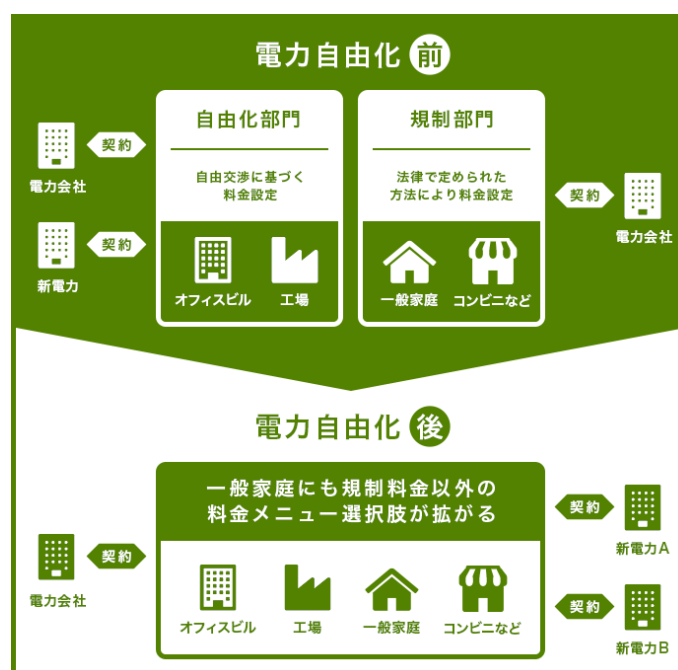 電力自由化 前
自由化部門
自由交渉に基づく
料金設定
オフィスビル
工場
規制部門
法律で定められた
方法により料金設定
一般家庭
コンビニなど
契約
電力会社
契約
新電力
契約
電力会社
電力自由化 後
一般家庭にも規制料金以外の
料金メニュー選択肢が拡がる
オフィスビル
工場
一般家庭
コンビニなど
契約
電力会社
契約
新電力A
契約
新電力B